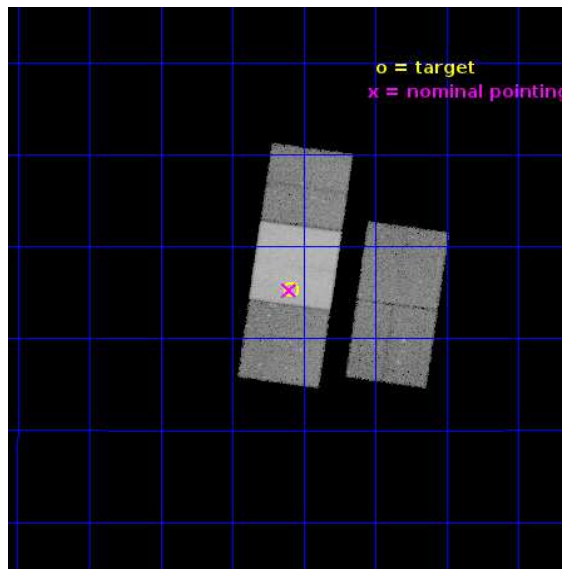 o = target
x = nominal pointing